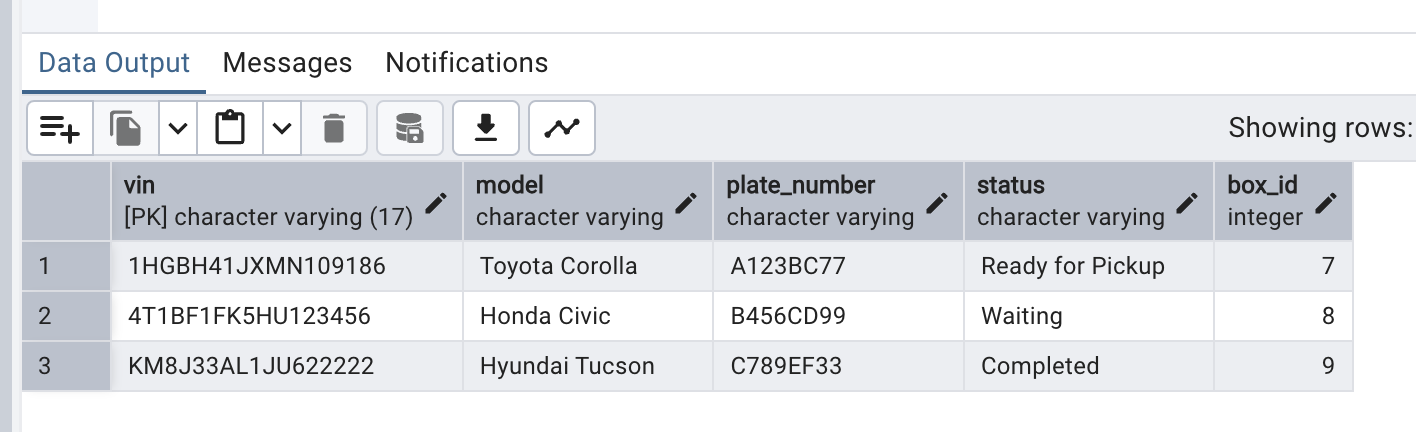 Data Output Messages Notifications
Showing rows:
vin model plate_number status box_id
[PK] character varying (17) character varying character varying character varying integer
1 1HGBH41JXMN109186 Toyota Corolla A123BC77 Ready for Pickup 7
2 4T1BF1FK5HU123456 Honda Civic B456CD99 Waiting 8
3 KM8J33AL1JU622222 Hyundai Tucson C789EF33 Completed 9